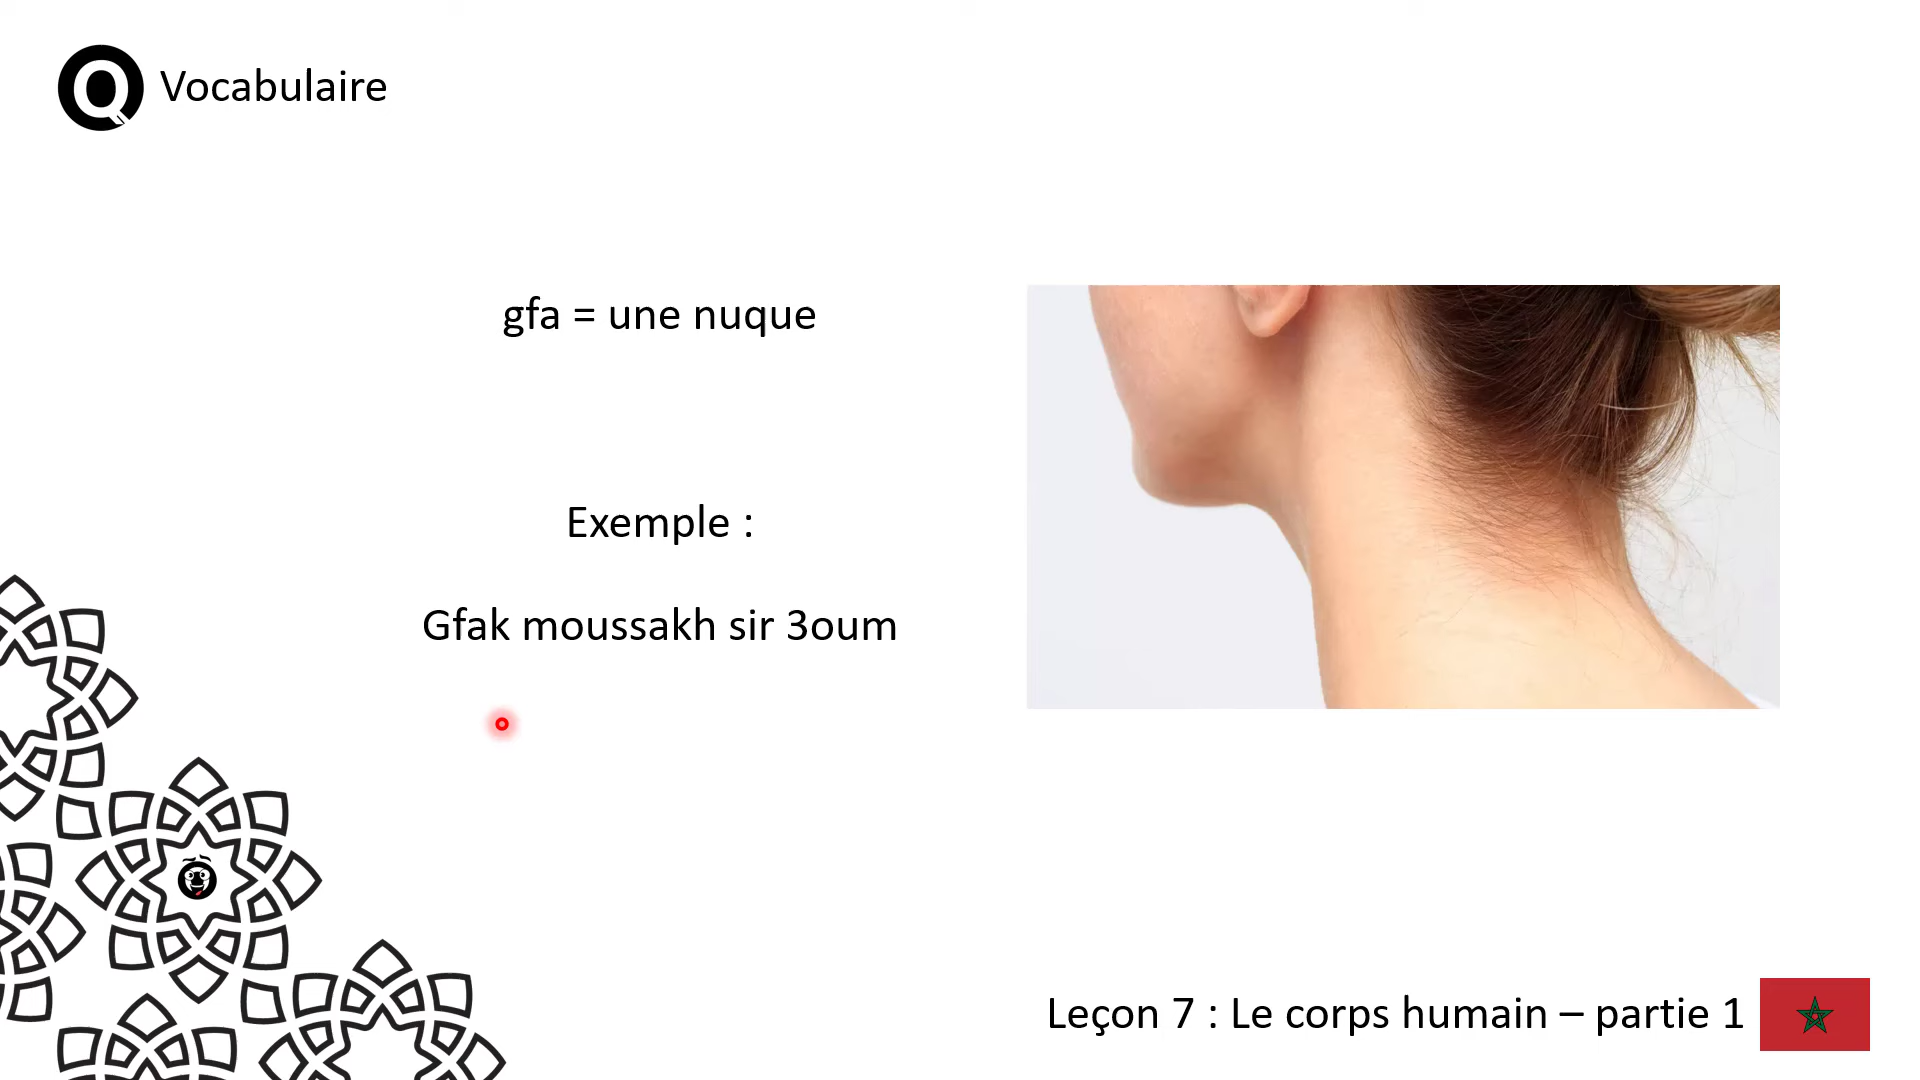 Q Vocabulaire
gfa = une nuque
Exemple :
Gfak moussakh sir 3oum
Leçon 7 : Le corps humain – partie 1